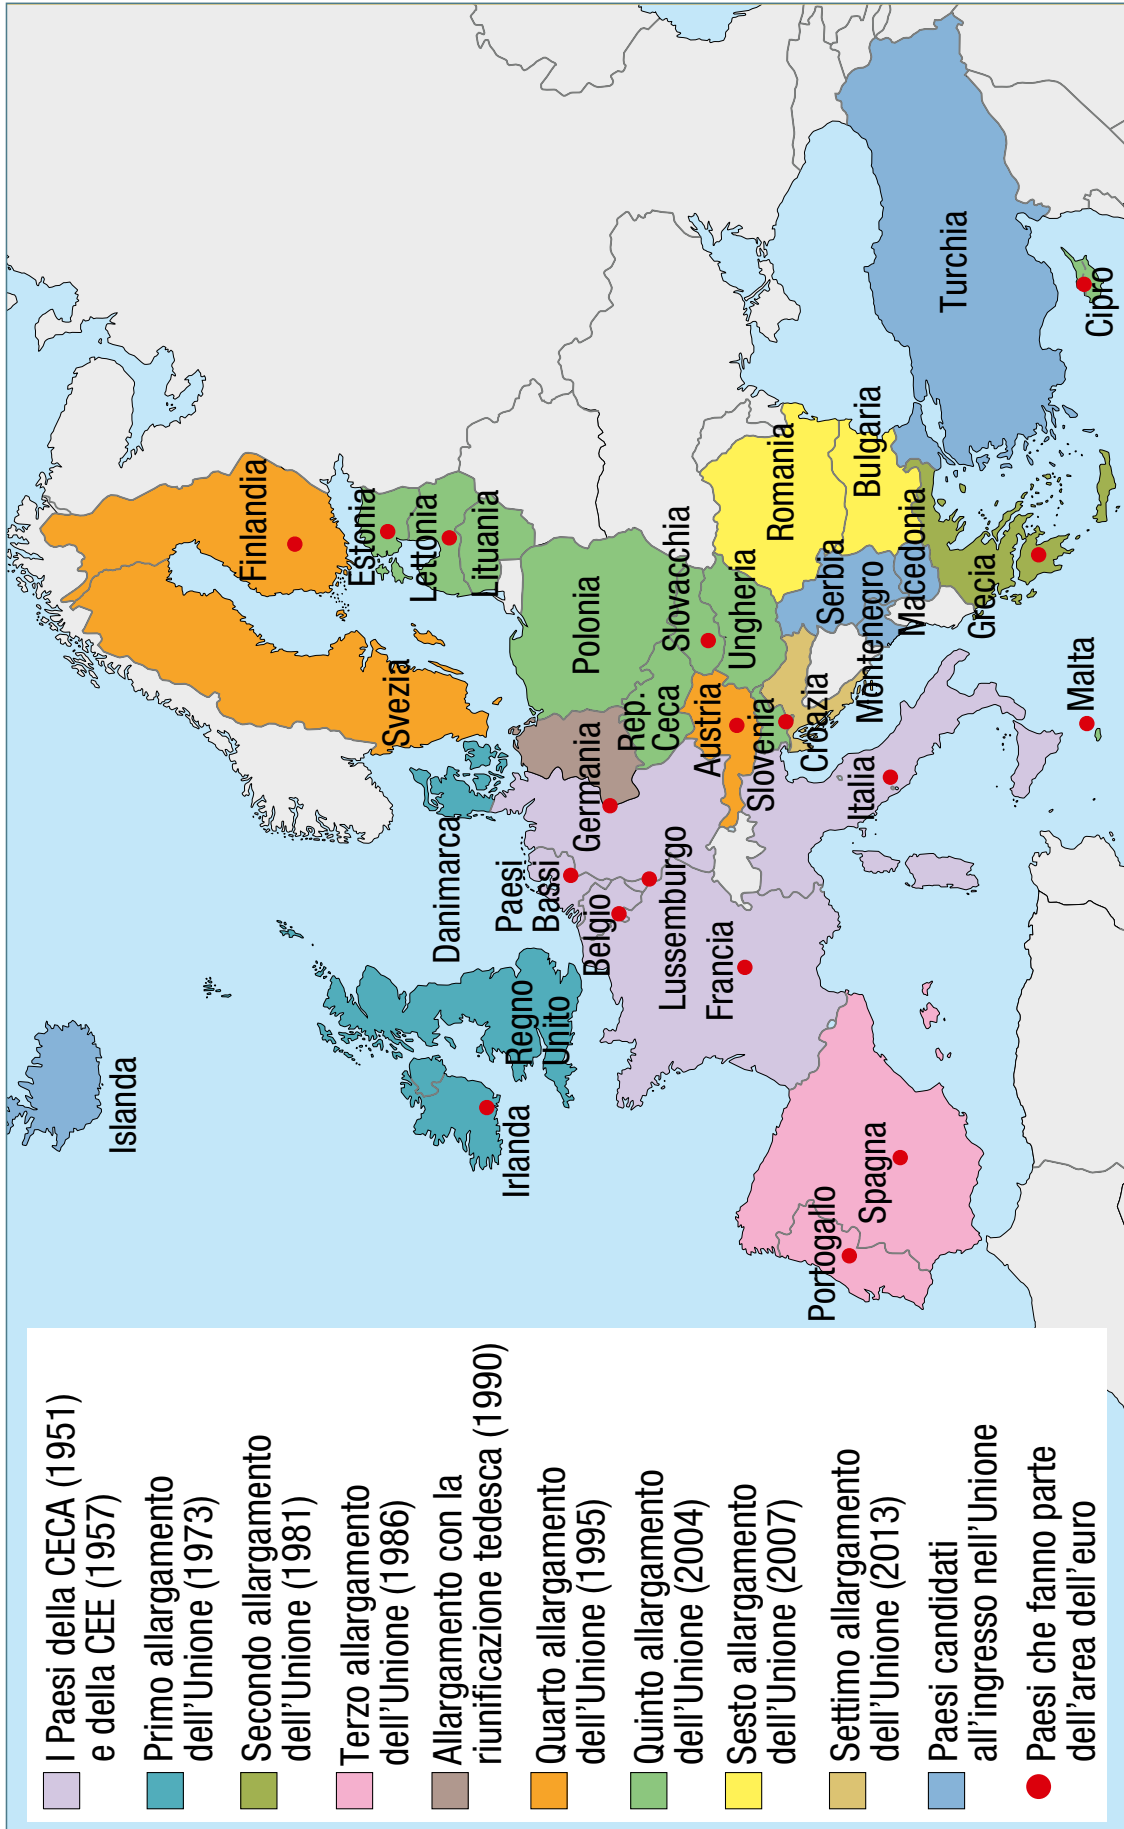 I Paesi della CECA (1951)
e della CEE (1957)
Primo allargamento
dell'Unione (1973)
Secondo allargamento
dell'Unione (1981)
Terzo allargamento
dell'Unione (1986)
Allargamento con la
riunificazione tedesca (1990)
Quarto allargamento
dell'Unione (1995)
Quinto allargamento
dell'Unione (2004)
Sesto allargamento
dell'Unione (2007)
Settimo allargamento
dell'Unione (2013)
Paesi candidati
all'ingresso nell'Unione
Paesi che fanno parte
dell'area dell'euro
Islanda
Finlandia
Svezia
Estonia
Lettonia
Lituania
Danimarca
Irlanda
Regno
Unito
Paesi
Bassi
Belgio
Germania
Polonia
Lussemburgo
Rep.
Ceca
Slovacchia
Francia
Austria
Ungheria
Slovenia
Romania
Croazia
Serbia
Portogallo
Spagna
Italia
Montenegro
Bulgaria
Macedonia
Turchia
Grecia
Malta
Cipro